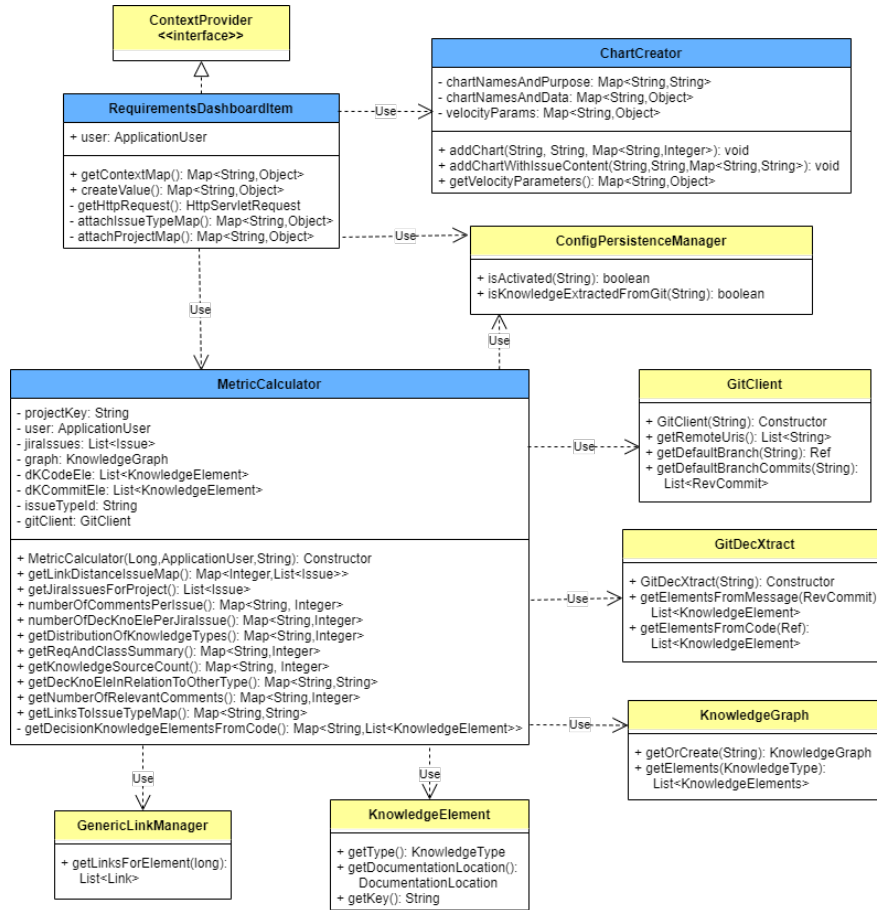 ContextProvider
<<interface>>
RequirementsDashboardItem
+ user: ApplicationUser
+ getContextMap(): Map<String,Object>
+ createValue(): Map<String,Object>
- getHttpRequest(): HttpServletRequest
- attachIssueTypeMap(): Map<String,Object>
- attachProjectMap(): Map<String,Object>
Use
ChartCreator
- chartNamesAndPurpose: Map<String,String>
- chartNamesAndData: Map<String,Object>
- velocityParams: Map<String,Object>
+ addChart(String, String, Map<String,Integer>): void
+ addChartWithIssueContent(String,String,Map<String,String>): void
+ getVelocityParameters(): Map<String,Object>
Use
ConfigPersistenceManager
+ isActivated(String): boolean
+ isKnowledgeExtractedFromGit(String): boolean
Use
Use
MetricCalculator
- projectKey: String
- user: ApplicationUser
- jiraIssues: List<Issue>
- graph: KnowledgeGraph
- dKCodeEle: List<KnowledgeElement>
- dKCommitEle: List<KnowledgeElement>
- issueTypeId: String
- gitClient: GitClient
+ MetricCalculator(Long,ApplicationUser,String): Constructor
+ getLinkDistanceIssueMap(): Map<Integer,List<Issue>>
+ getJiraIssuesForProject(): List<Issue>
+ numberOfCommentsPerIssue(): Map<String, Integer>
+ numberOfDecKnoElePerJiraIssue(): Map<String,Integer>
+ getDistributionOfKnowledgeTypes(): Map<String,Integer>
+ getReqAndClassSummary(): Map<String,Integer>
+ getKnowledgeSourceCount(): Map<String, Integer>
+ getDecKnoEleInRelationToOtherType(): Map<String,String>
+ getNumberOfRelevantComments(): Map<String,Integer>
+ getLinksToIssueTypeMap(): Map<String,String>
- getDecisionKnowledgeElementsFromCode(): Map<String,List<KnowledgeElement>>
Use
GitClient
+ GitClient(String): Constructor
+ getRemoteUris(): List<String>
+ getDefaultBranch(String): Ref
+ getDefaultBranchCommits(String):
List<RevCommit>
Use
GitDecXtract
+ GitDecXtract(String): Constructor
+ getElementsFromMessage(RevCommit):
List<KnowledgeElement>
+ getElementsFromCode(Ref):
List<KnowledgeElement>
Use
KnowledgeGraph
+ getOrCreate(String): KnowledgeGraph
+ getElements(KnowledgeType):
List<KnowledgeElements>
Use
Use
GenericLinkManager
+ getLinksForElement(long):
List<Link>
KnowledgeElement
+ getType(): KnowledgeType
+ getDocumentationLocation():
DocumentationLocation
+ getKey(): String